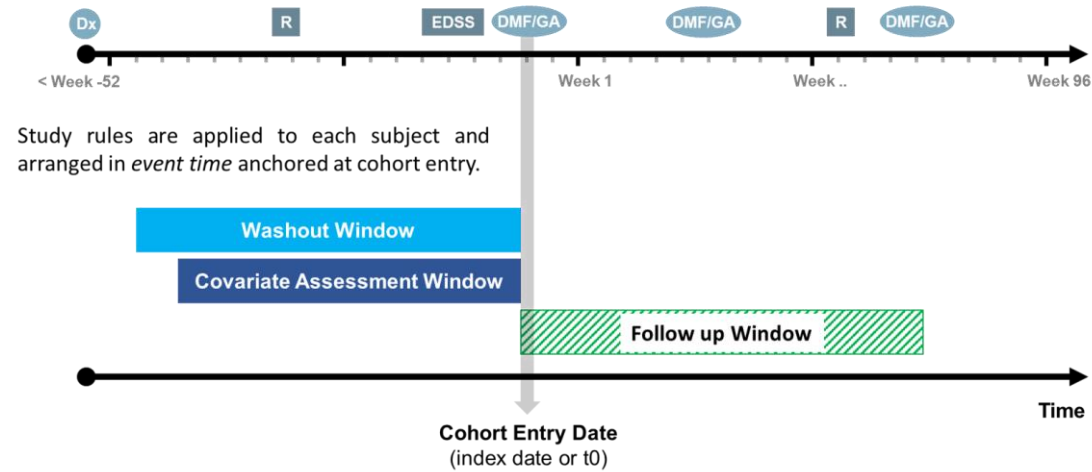 Dx R EDSS DMF/GA DMF/GA R DMF/GA
< Week -52 Week 1 Week .. Week 96
Study rules are applied to each subject and
arranged in event time anchored at cohort entry.
Washout Window
Covariate Assessment Window
Follow up Window
Time
Cohort Entry Date
(index date or t0)